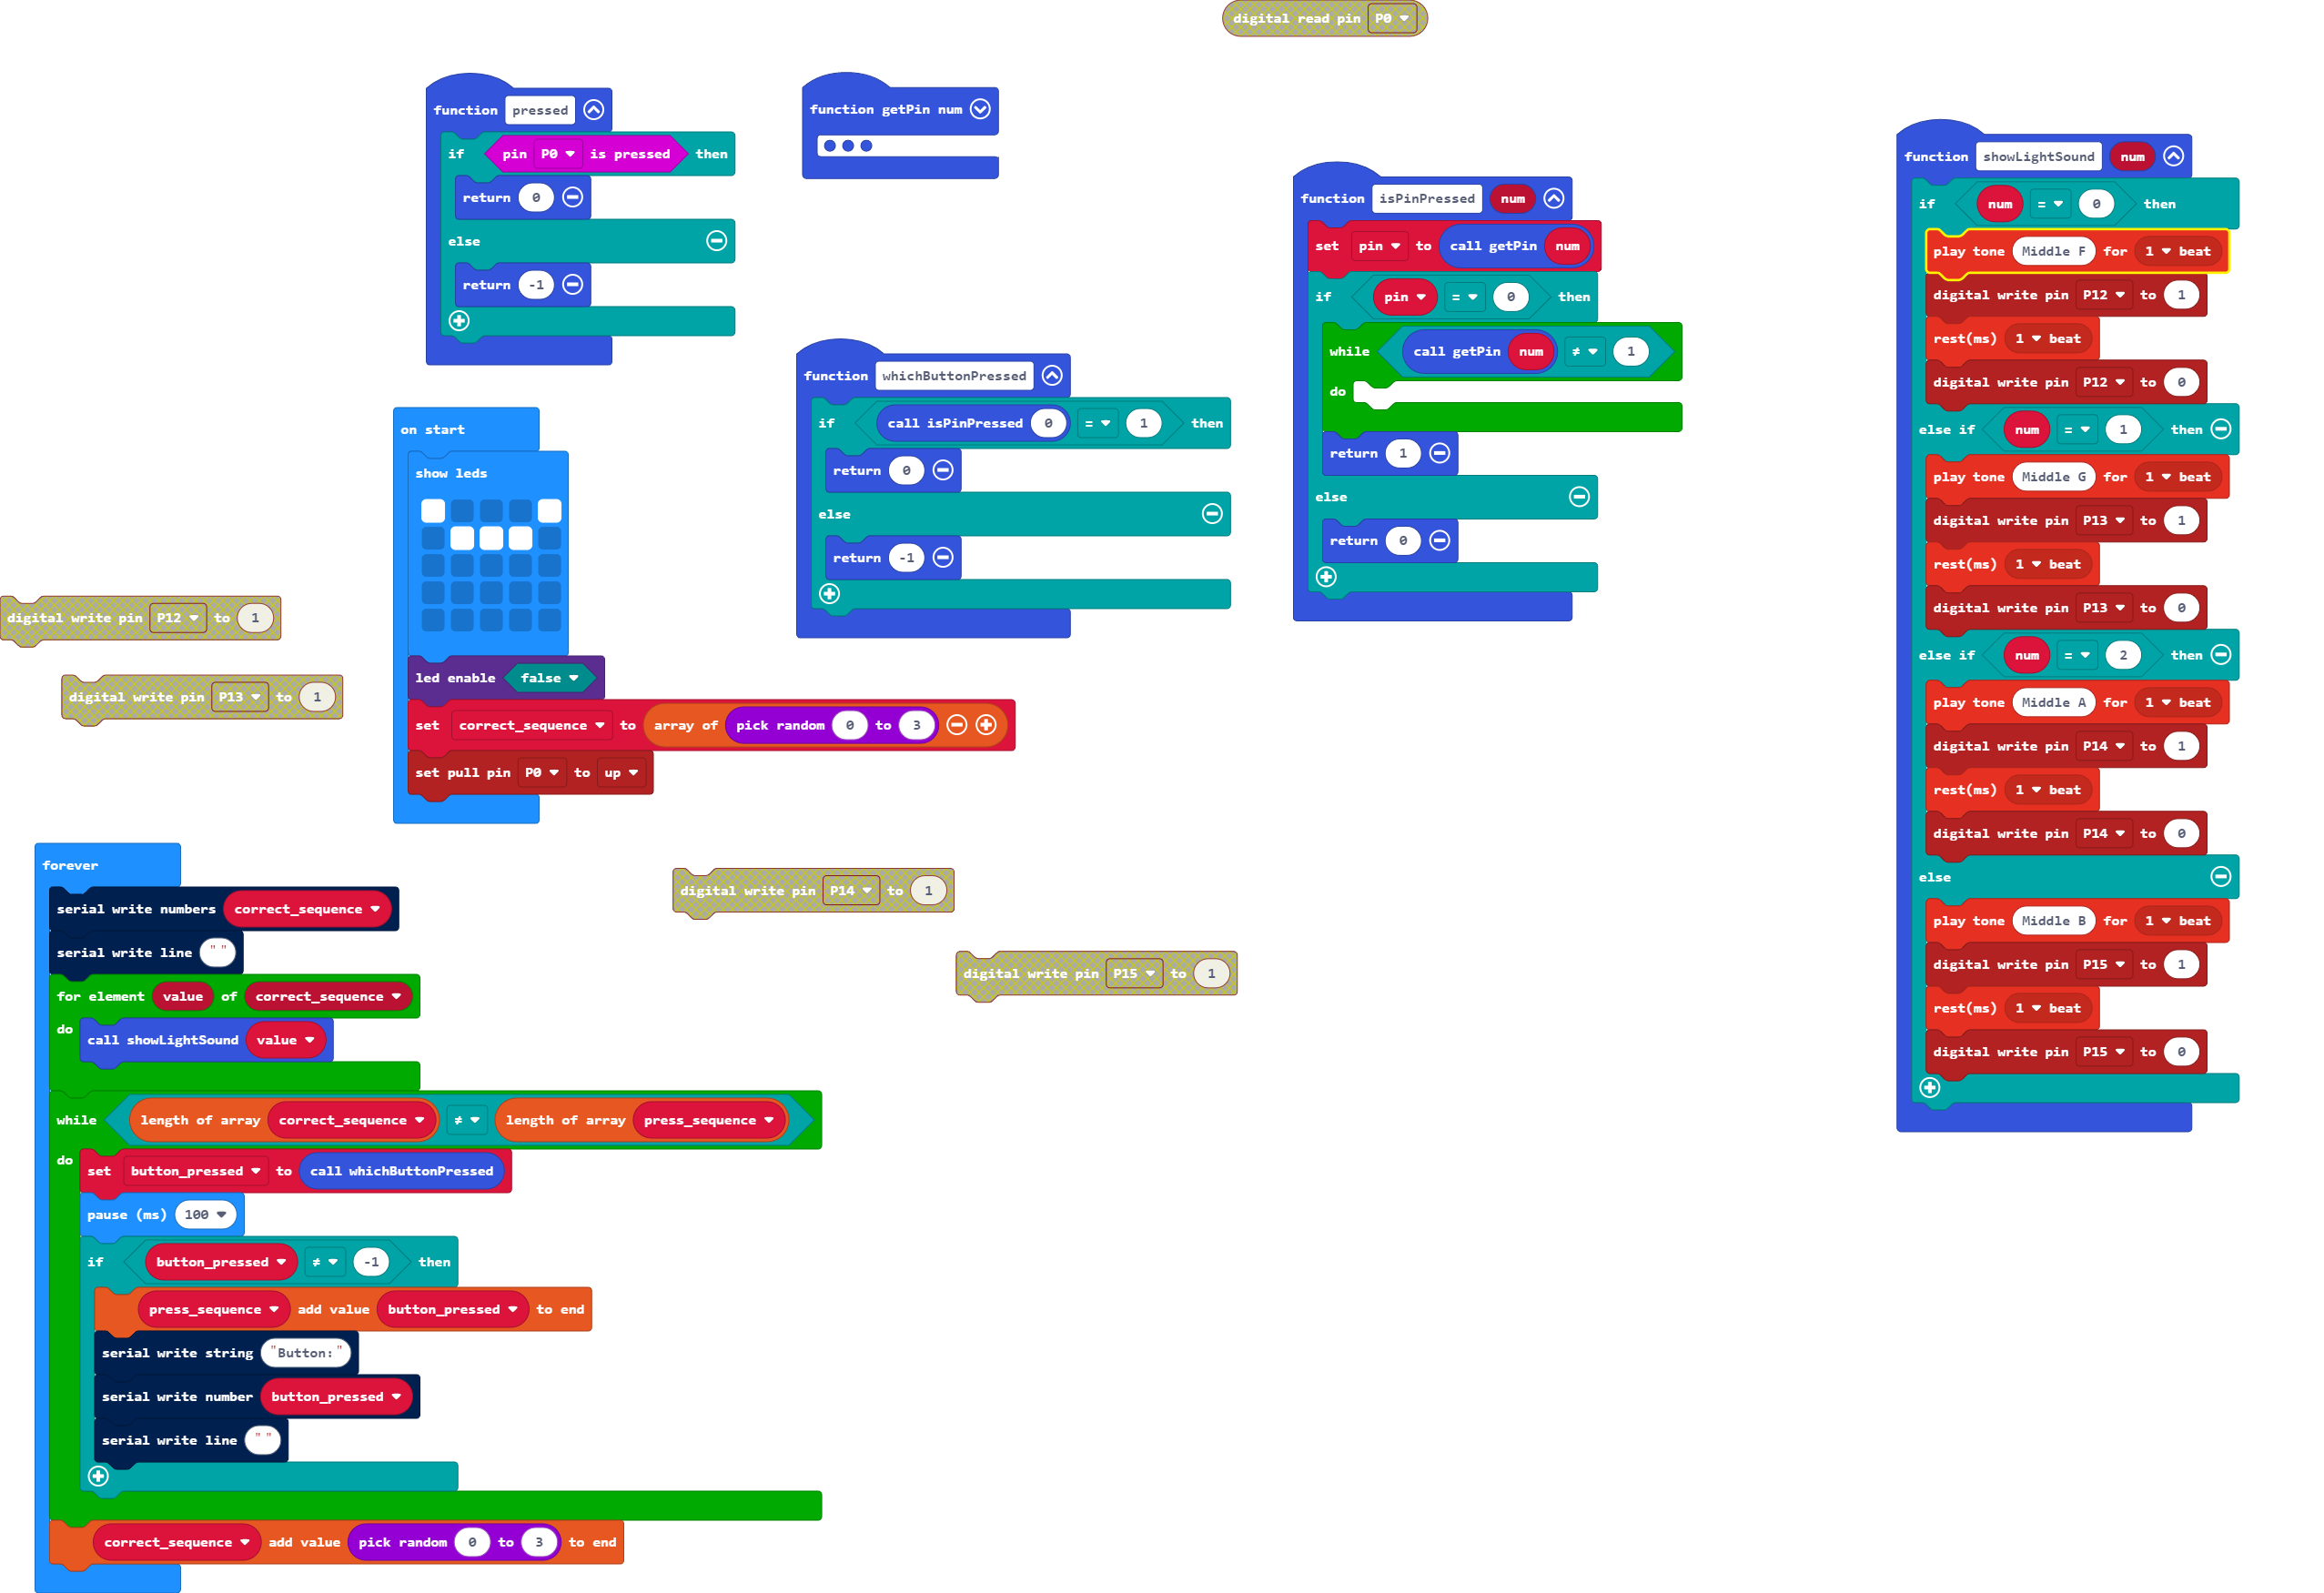 digital read pin P0
function pressed
if pin P0 is pressed then
return 0
else
return -1
function getPin num
function whichButtonPressed
if call isPinPressed 0 = 1 then
return 0
else
return -1
function isPinPressed num
set pin to call getPin num
if pin = 0 then
while call getPin num ≠ 1
do
return 1
else
return 0
function showLightSound num
if num = 0 then
play tone Middle F for 1 beat
digital write pin P12 to 1
rest(ms) 1 beat
digital write pin P12 to 0
else if num = 1 then
play tone Middle G for 1 beat
digital write pin P13 to 1
rest(ms) 1 beat
digital write pin P13 to 0
else if num = 2 then
play tone Middle A for 1 beat
digital write pin P14 to 1
rest(ms) 1 beat
digital write pin P14 to 0
else
play tone Middle B for 1 beat
digital write pin P15 to 1
rest(ms) 1 beat
digital write pin P15 to 0
on start
show leds
led enable false
set correct_sequence to array of pick random 0 to 3
set pull pin P0 to up
digital write pin P12 to 1
digital write pin P13 to 1
digital write pin P14 to 1
digital write pin P15 to 1
forever
serial write numbers correct_sequence
serial write line " "
for element value of correct_sequence
do call showLightSound value
while length of array correct_sequence ≠ length of array press_sequence
do set button_pressed to call whichButtonPressed
pause (ms) 100
if button_pressed ≠ -1 then
press_sequence add value button_pressed to end
serial write string "Button:"
serial write number button_pressed
serial write line " "
correct_sequence add value pick random 0 to 3 to end